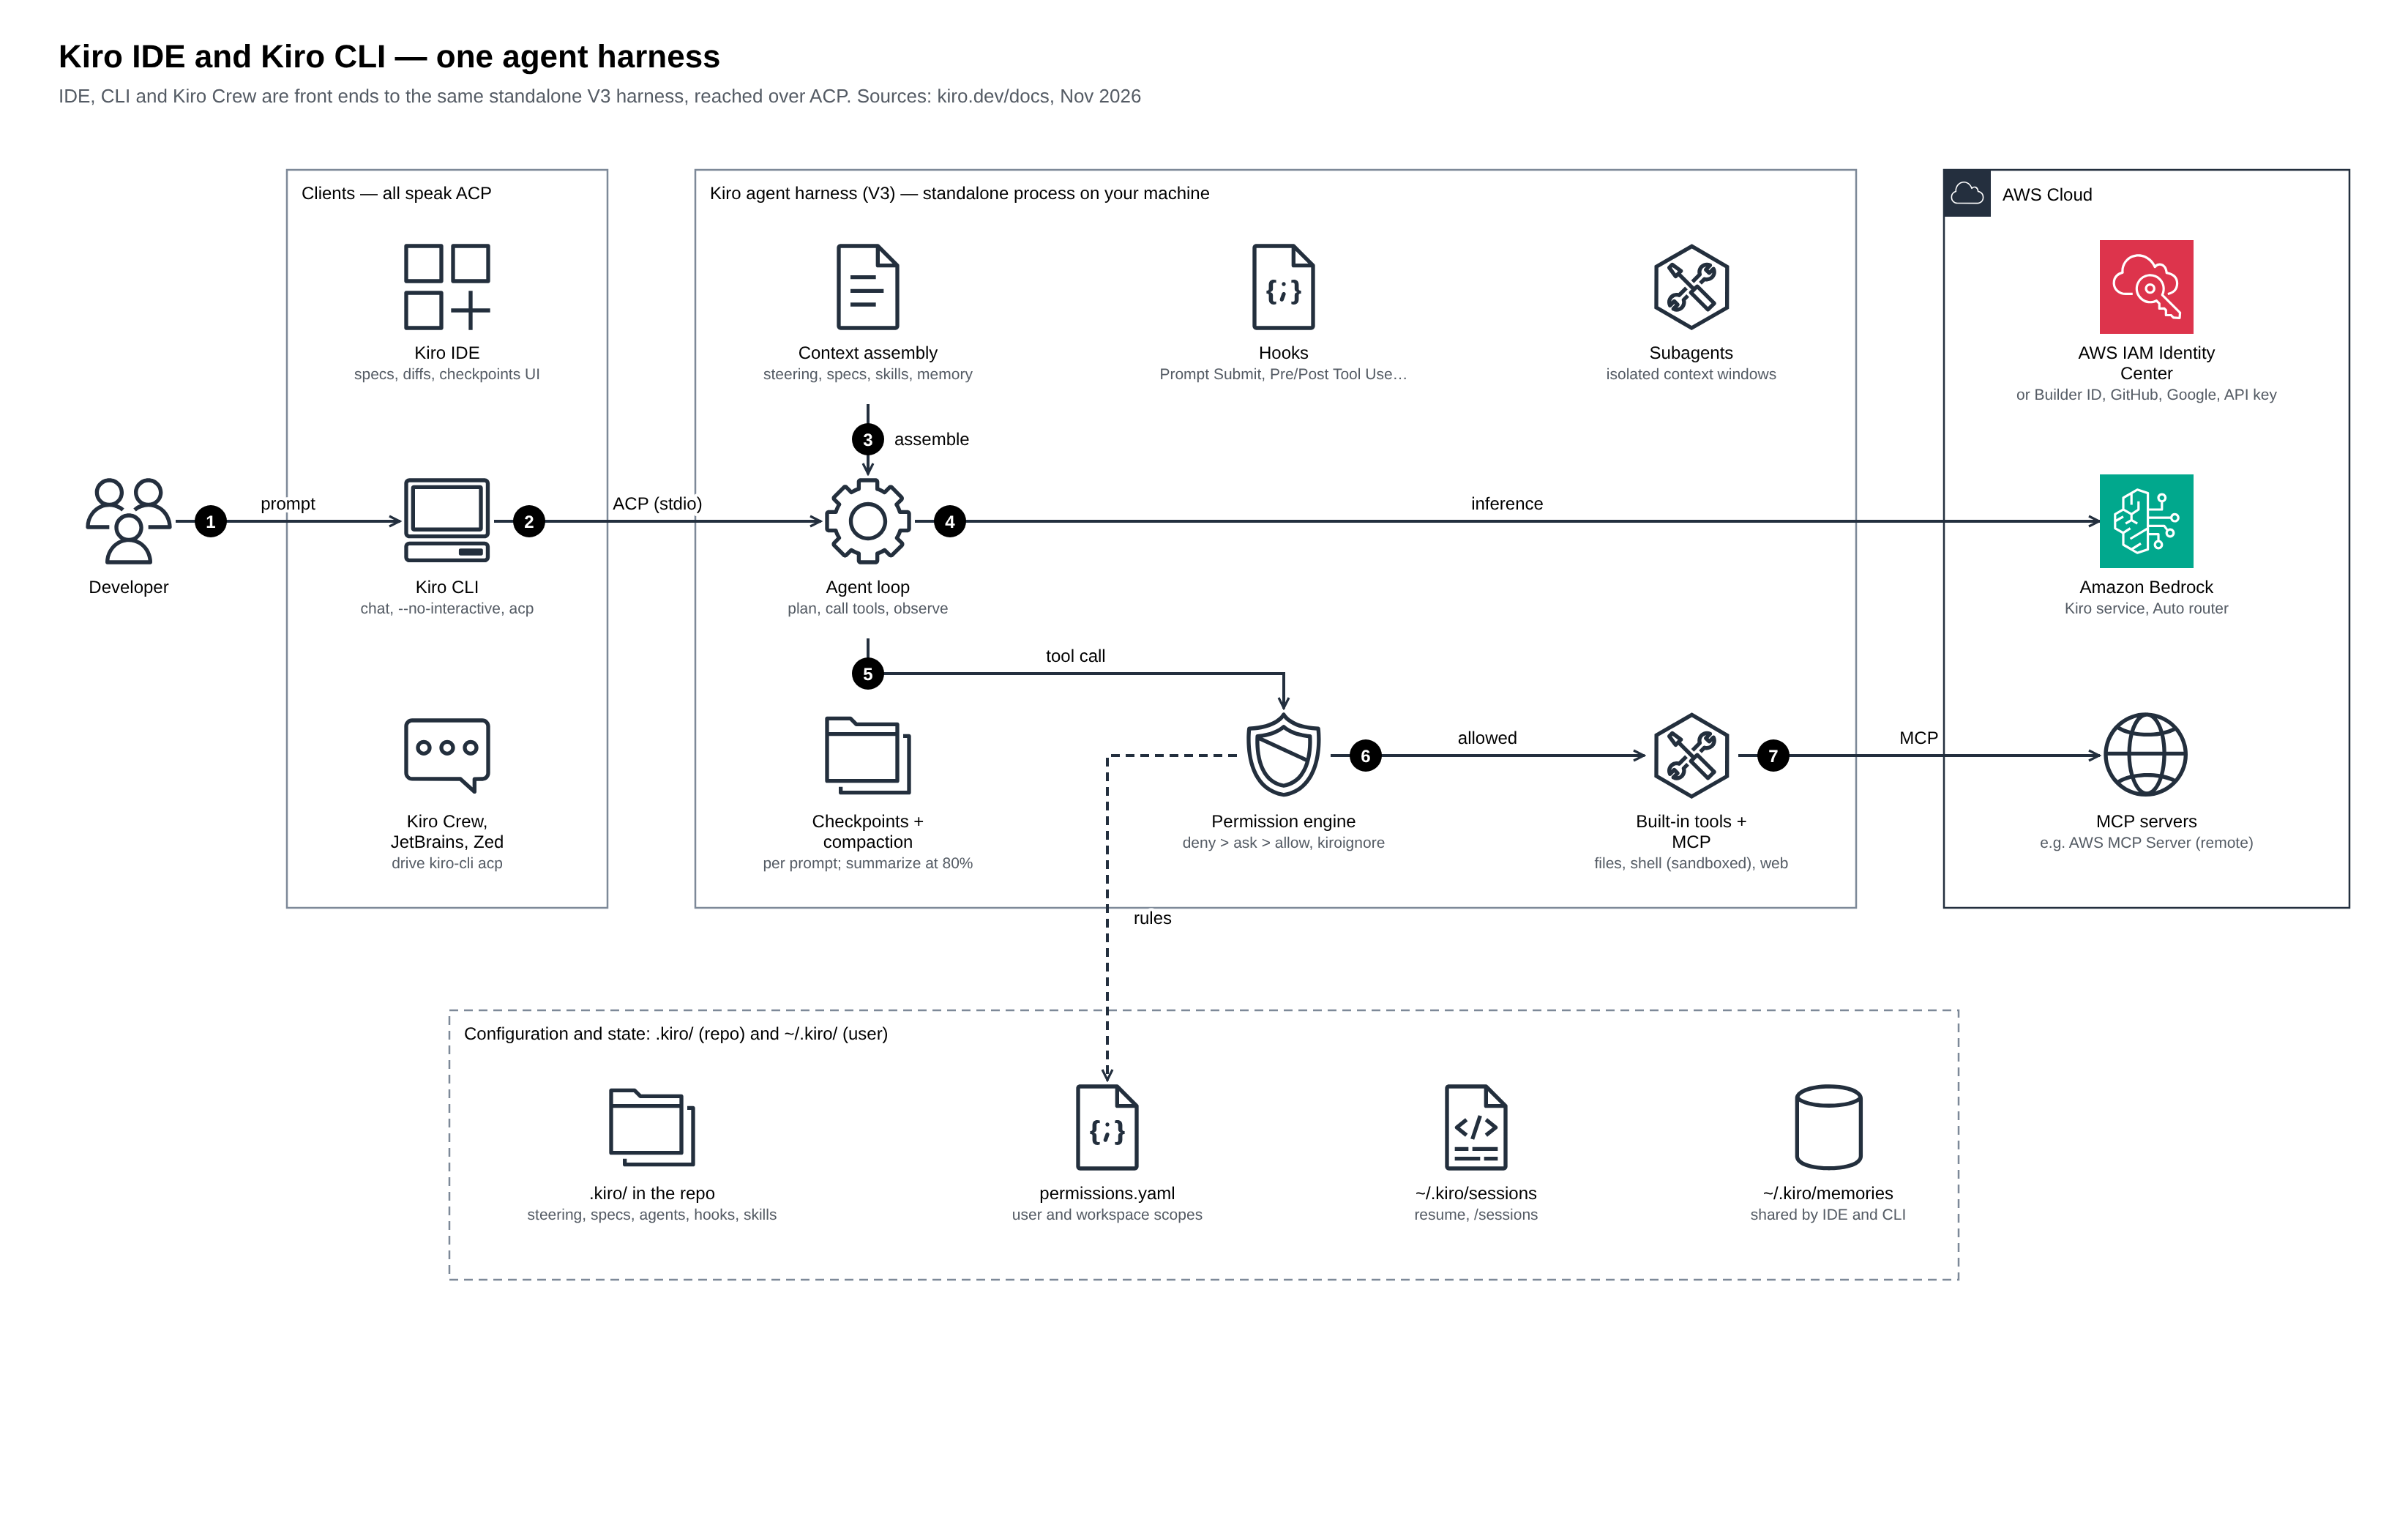 Kiro IDE and Kiro CLI — one agent harness
IDE, CLI and Kiro Crew are front ends to the same standalone V3 harness, reached over ACP. Sources: kiro.dev/docs, Nov 2026
Clients — all speak ACP
Kiro agent harness (V3) — standalone process on your machine
AWS Cloud
{;}
Kiro IDE
specs, diffs, checkpoints UI
Context assembly
steering, specs, skills, memory
Hooks
Prompt Submit, Pre/Post Tool Use…
Subagents
isolated context windows
AWS IAM Identity
Center
or Builder ID, GitHub, Google, API key
3
assemble
1
prompt
2
ACP (stdio)
4
inference
Developer
Kiro CLI
chat, --no-interactive, acp
Agent loop
plan, call tools, observe
Amazon Bedrock
Kiro service, Auto router
5
tool call
6
allowed
7
MCP
Kiro Crew,
JetBrains, Zed
drive kiro-cli acp
Checkpoints +
compaction
per prompt; summarize at 80%
Permission engine
deny > ask > allow, kiroignore
Built-in tools +
MCP
files, shell (sandboxed), web
MCP servers
e.g. AWS MCP Server (remote)
rules
Configuration and state: .kiro/ (repo) and ~/.kiro/ (user)
{;}
</>
.kiro/ in the repo
steering, specs, agents, hooks, skills
permissions.yaml
user and workspace scopes
~/.kiro/sessions
resume, /sessions
~/.kiro/memories
shared by IDE and CLI